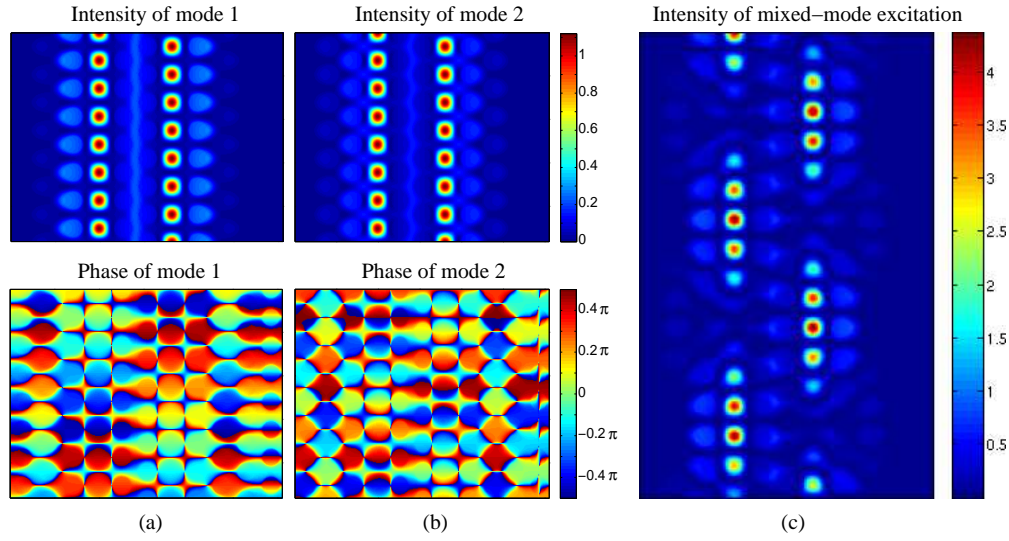 Intensity of mode 1
Intensity of mode 2
1
0.8
0.6
0.4
0.2
0
Phase of mode 1
Phase of mode 2
0.4 π
0.2 π
0
−0.2 π
−0.4 π
(a)
(b)
Intensity of mixed−mode excitation
4
3.5
3
2.5
2
1.5
1
0.5
(c)